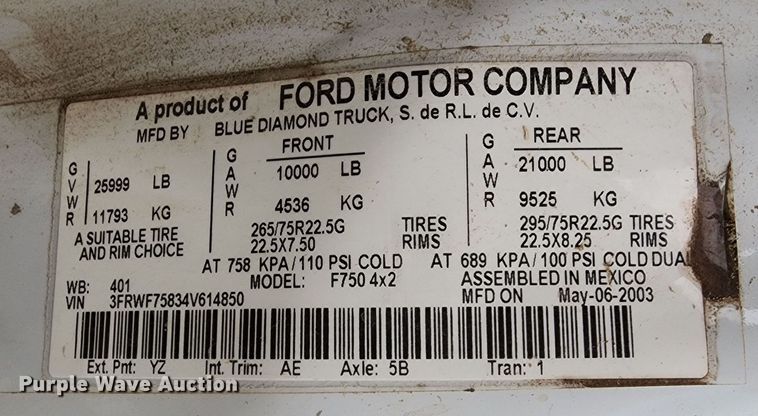 A product of FORD MOTOR COMPANY
MFD BY BLUE DIAMOND TRUCK, S. de R.L. de C.V.
GVWR 25999 LB 11793 KG
GAWR FRONT 10000 LB 4536 KG
GAWR REAR 21000 LB 9525 KG
A SUITABLE TIRE AND RIM CHOICE
265/75R22.5G TIRES 295/75R22.5G TIRES
22.5X7.50 RIMS 22.5X8.25 RIMS
AT 758 KPA/110 PSI COLD AT 689 KPA/100 PSI COLD DUAL
WB: 401 MODEL: F750 4x2 ASSEMBLED IN MEXICO
VIN 3FRWF75834V614850 MFD ON May-06-2003
Ext. Pnt: YZ Int. Trim: AE Axle: 5B Tran: 1
Purple Wave Auction